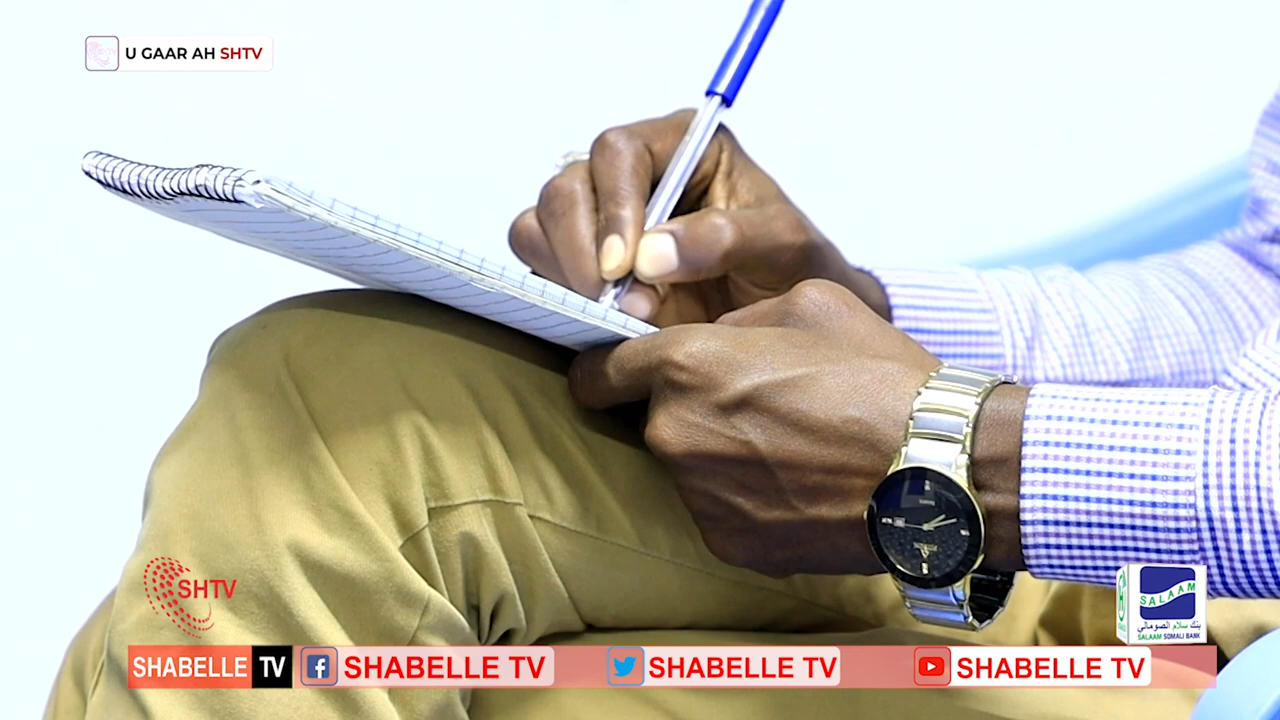 U GAAR AH SHTV
SHTV
SALAAM
بنك سلام الصومالي
SALAAM SOMALI BANK
SHABELLE TV
SHABELLE TV
SHABELLE TV
SHABELLE TV